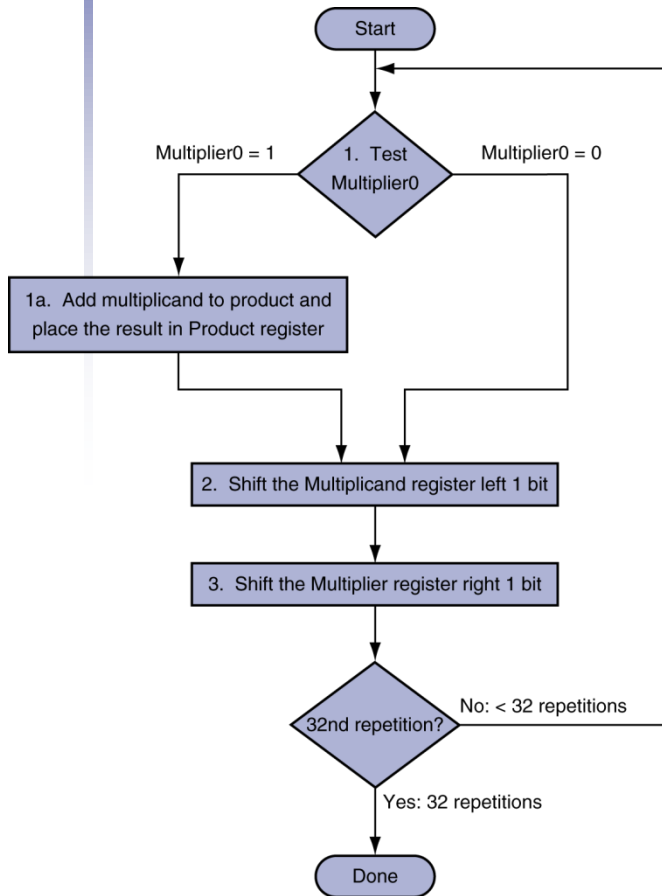 Start
Multiplier0 = 1
1. Test
Multiplier0
Multiplier0 = 0
1a. Add multiplicand to product and
place the result in Product register
2. Shift the Multiplicand register left 1 bit
3. Shift the Multiplier register right 1 bit
32nd repetition?
No: < 32 repetitions
Yes: 32 repetitions
Done